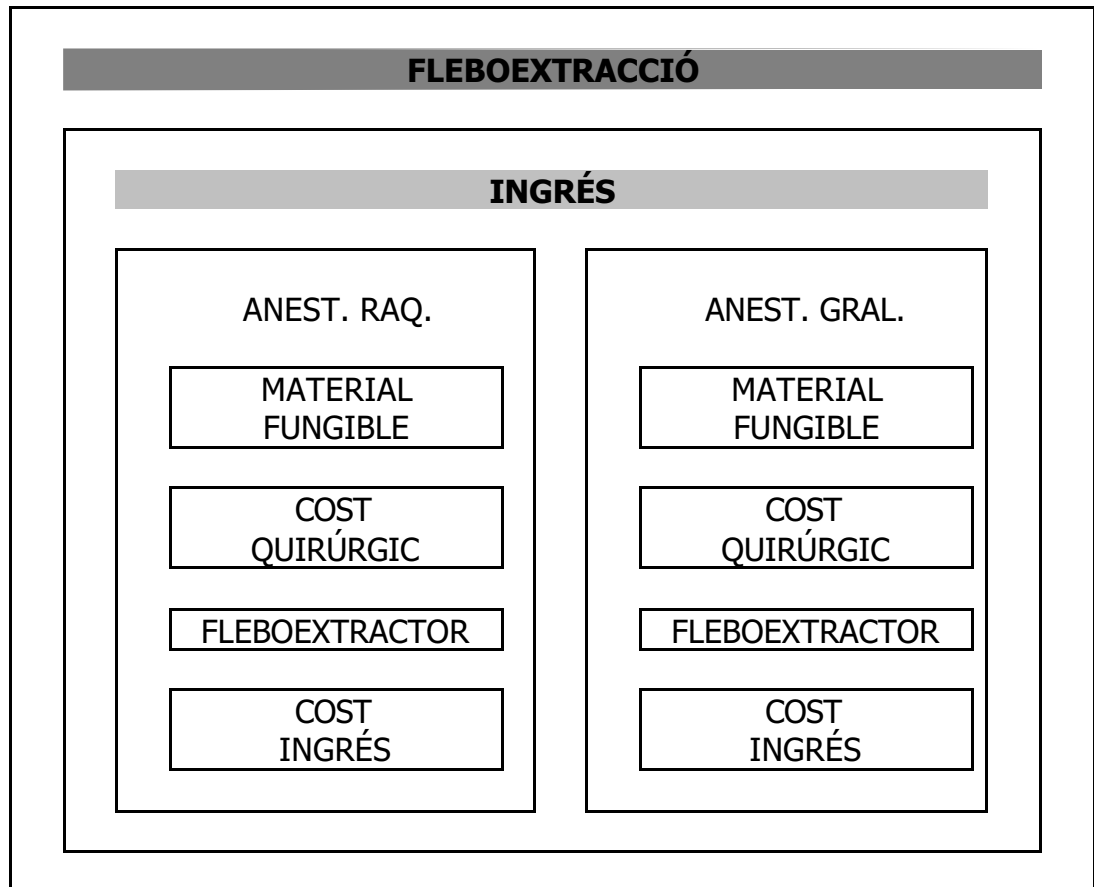 FLEBOEXTRACCIÓ
INGRÉS
ANEST. RAQ.
MATERIAL
FUNGIBLE
COST
QUIRÚRGIC
FLEBOEXTRACTOR
COST
INGRÉS
ANEST. GRAL.
MATERIAL
FUNGIBLE
COST
QUIRÚRGIC
FLEBOEXTRACTOR
COST
INGRÉS